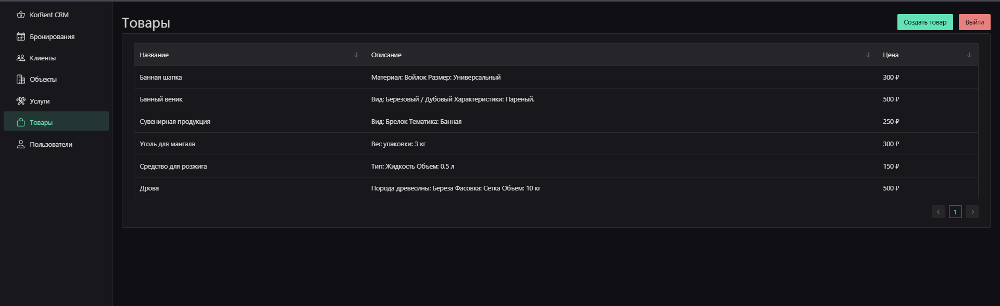 KorRent CRM
Бронирования
Клиенты
Объекты
Услуги
Товары
Пользователи
Товары
Создать товар
Выйти
Название Описание Цена
Банная шапка Материал: Войлок Размер: Универсальный 300 ₽
Банный веник Вид: Березовый / Дубовый Характеристики: Пареный. 500 ₽
Сувенирная продукция Вид: Брелок Тематика: Банная 250 ₽
Уголь для мангала Вес упаковки: 3 кг 300 ₽
Средство для розжига Тип: Жидкость Объем: 0.5 л 150 ₽
Дрова Порода древесины: Береза Фасовка: Сетка Объем: 10 кг 500 ₽
1